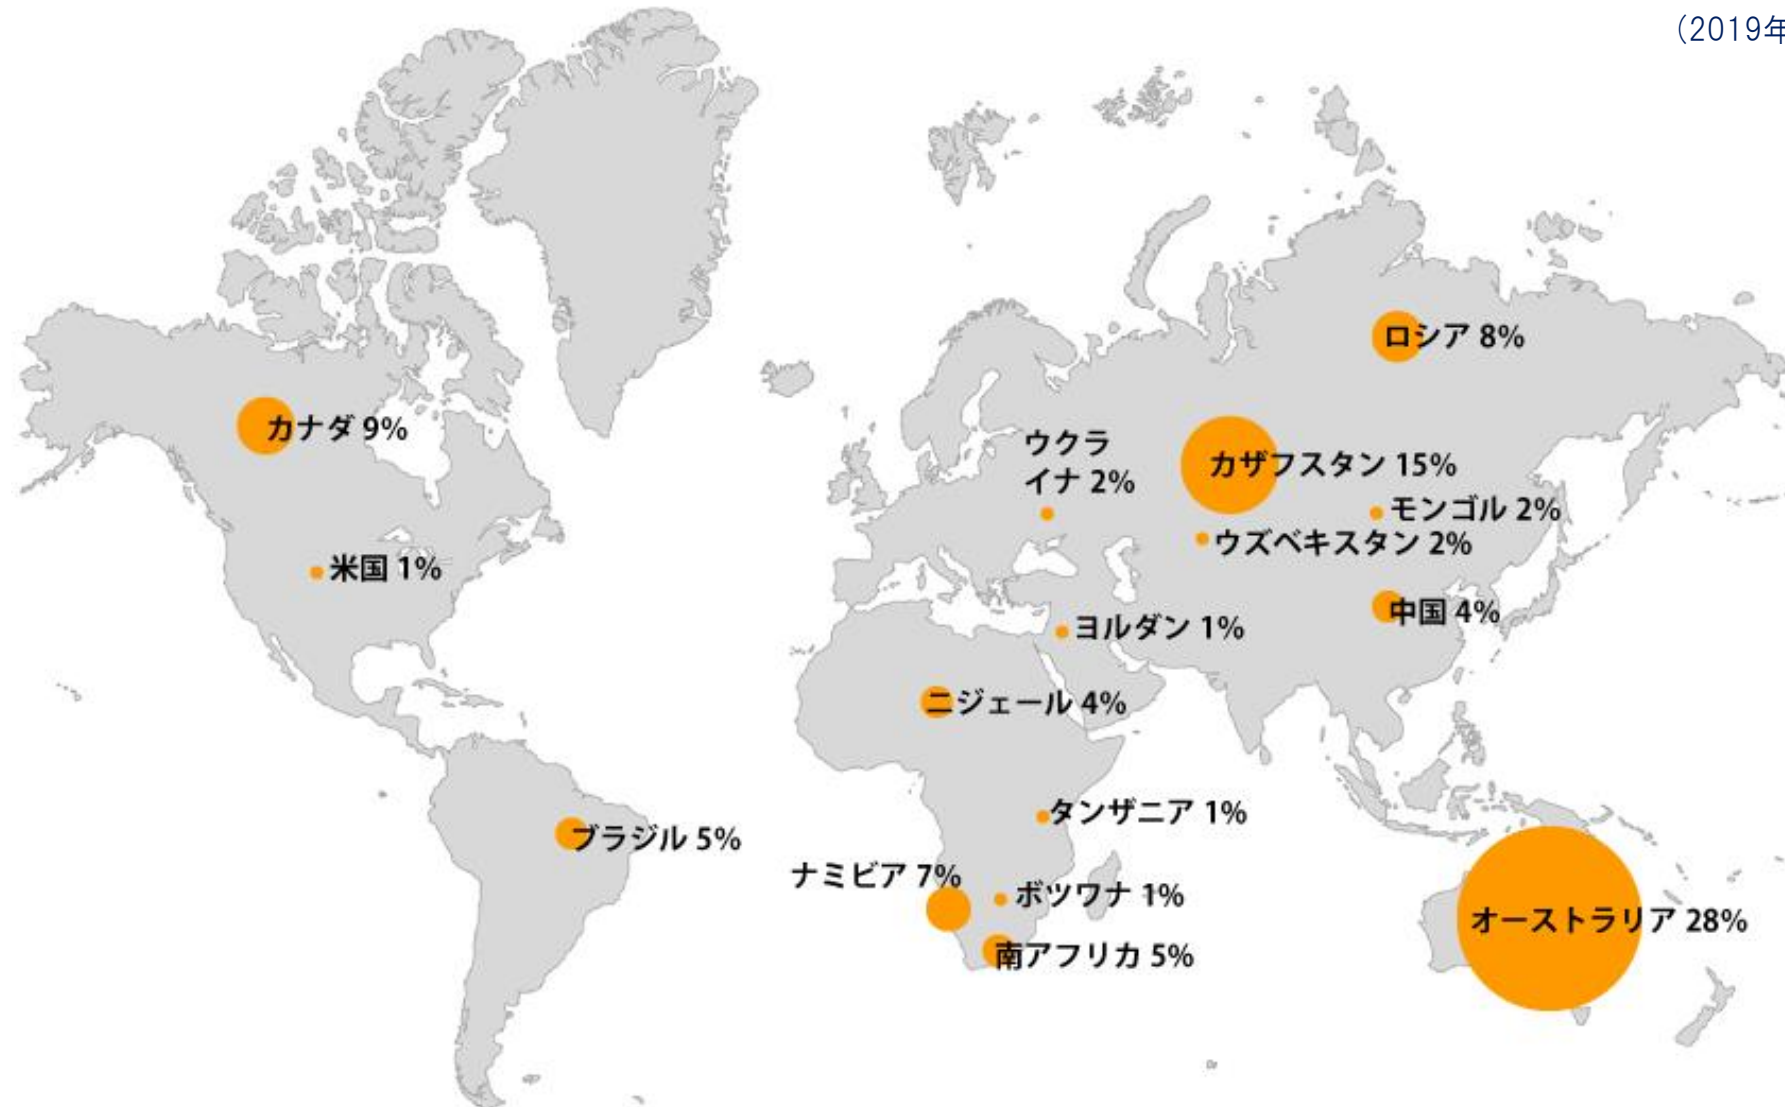 (2019年
ロシア 8%
カナダ 9%
ウクラ
イナ 2%
カザフスタン 15%
モンゴル 2%
ウズベキスタン 2%
米国 1%
中国 4%
ヨルダン 1%
ニジェール 4%
タンザニア 1%
ブラジル 5%
ナミビア 7%
ボツワナ 1%
オーストラリア 28%
南アフリカ 5%